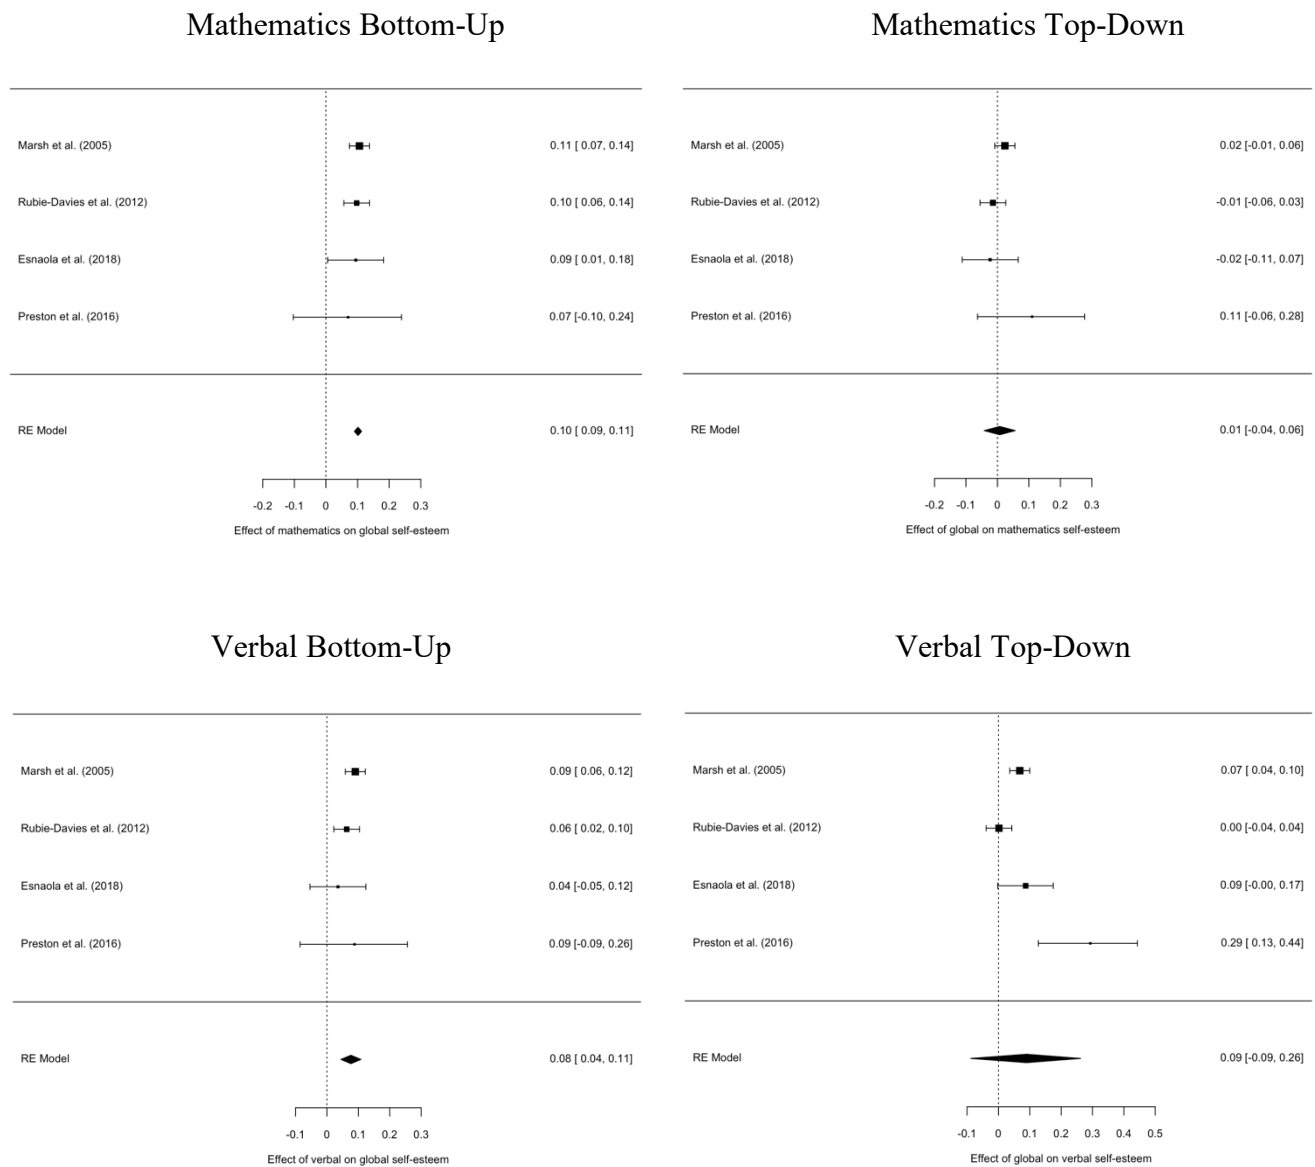 Mathematics Bottom-Up
Marsh et al. (2005) 0.11 [ 0.07, 0.14]
Rubie-Davies et al. (2012) 0.10 [ 0.06, 0.14]
Esnaola et al. (2018) 0.09 [ 0.01, 0.18]
Preston et al. (2016) 0.07 [-0.10, 0.24]
RE Model 0.10 [ 0.09, 0.11]
-0.2 -0.1 0 0.1 0.2 0.3
Effect of mathematics on global self-esteem
Mathematics Top-Down
Marsh et al. (2005) 0.02 [-0.01, 0.06]
Rubie-Davies et al. (2012) -0.01 [-0.06, 0.03]
Esnaola et al. (2018) -0.02 [-0.11, 0.07]
Preston et al. (2016) 0.11 [-0.06, 0.28]
RE Model 0.01 [-0.04, 0.06]
-0.2 -0.1 0 0.1 0.2 0.3
Effect of global on mathematics self-esteem
Verbal Bottom-Up
Marsh et al. (2005) 0.09 [ 0.06, 0.12]
Rubie-Davies et al. (2012) 0.06 [ 0.02, 0.10]
Esnaola et al. (2018) 0.04 [-0.05, 0.12]
Preston et al. (2016) 0.09 [-0.09, 0.26]
RE Model 0.08 [ 0.04, 0.11]
-0.1 0 0.1 0.2 0.3
Effect of verbal on global self-esteem
Verbal Top-Down
Marsh et al. (2005) 0.07 [ 0.04, 0.10]
Rubie-Davies et al. (2012) 0.00 [-0.04, 0.04]
Esnaola et al. (2018) 0.09 [-0.00, 0.17]
Preston et al. (2016) 0.29 [ 0.13, 0.44]
RE Model 0.09 [-0.09, 0.26]
-0.1 0 0.1 0.2 0.3 0.4 0.5
Effect of global on verbal self-esteem